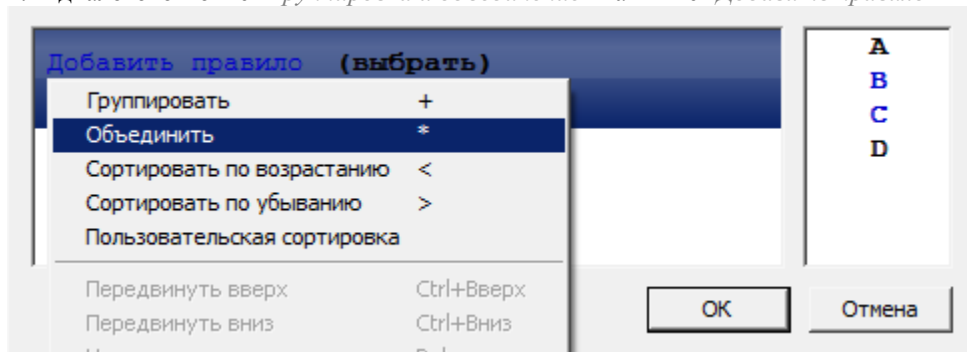 Добавить правило (выбрать)
A
B
C
D
Группировать +
Объединить *
Сортировать по возрастанию <
Сортировать по убыванию >
Пользовательская сортировка
Передвинуть вверх Ctrl+Вверх
Передвинуть вниз Ctrl+Вниз
OK
Отмена